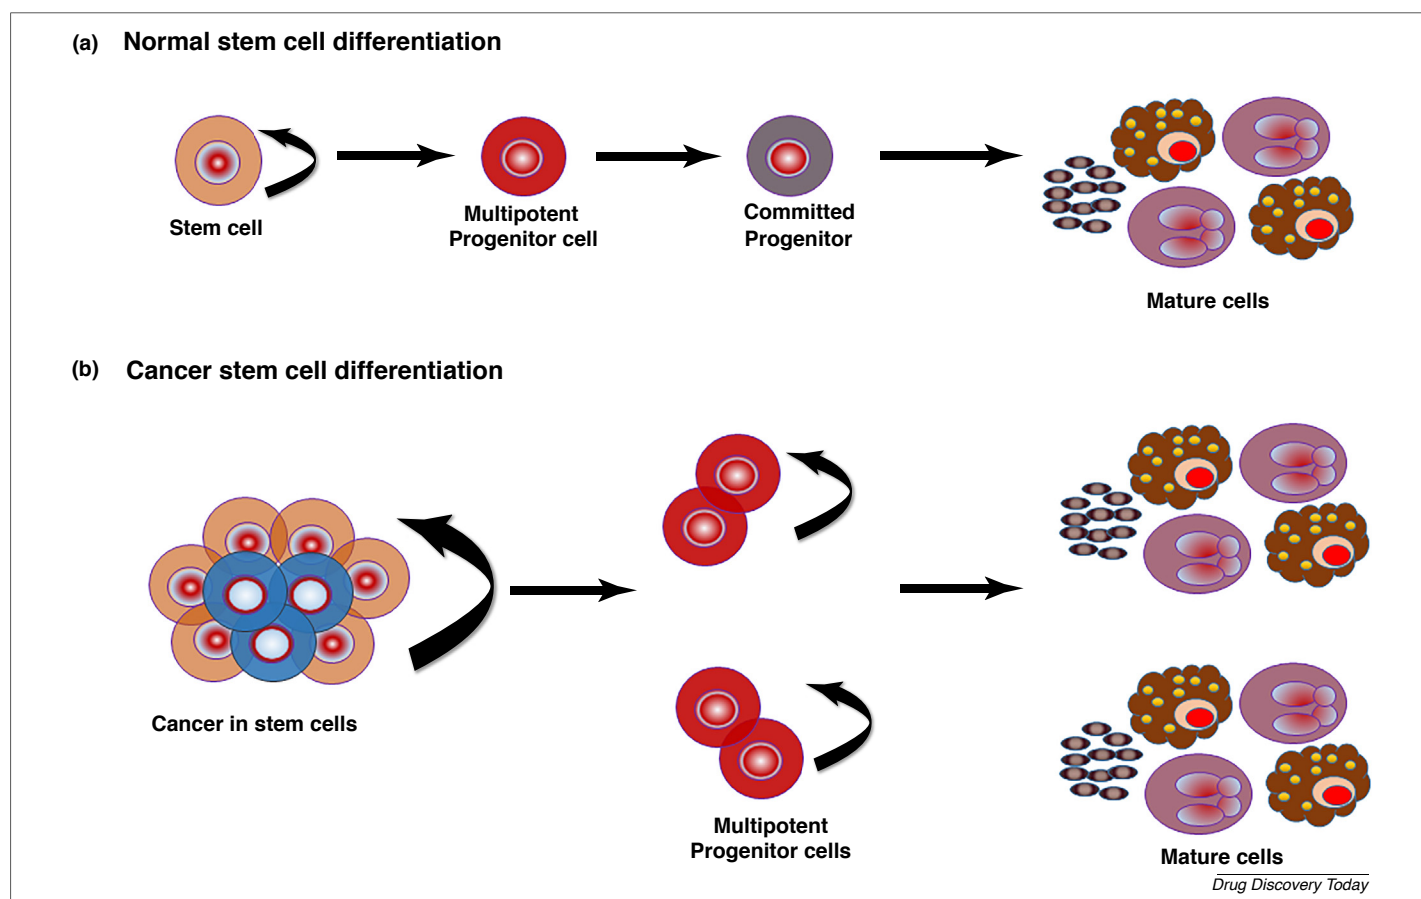 (a) Normal stem cell differentiation
Stem cell
Multipotent
Progenitor cell
Committed
Progenitor
Mature cells
(b) Cancer stem cell differentiation
Cancer in stem cells
Multipotent
Progenitor cells
Mature cells
Drug Discovery Today